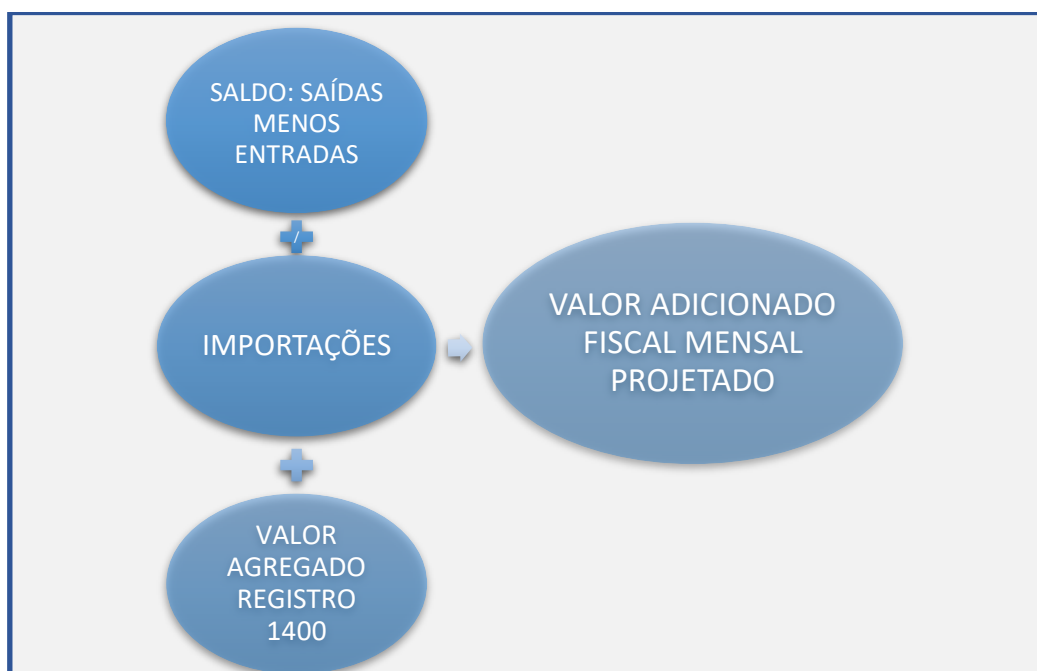 SALDO: SAÍDAS
MENOS
ENTRADAS
/
IMPORTAÇÕES
VALOR ADICIONADO
FISCAL MENSAL
PROJETADO
VALOR
AGREGADO
REGISTRO
1400